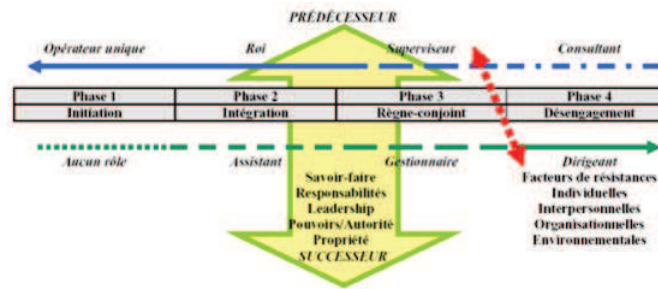 PRÉDÉCESSEUR
Opérateur unique Roi Superviseur Consultant
Phase 1 Phase 2 Phase 3 Phase 4
Initiation Intégration Règne-conjoint Désengagement
Aucun rôle Assistant Gestionnaire Dirigeant
Savoir-faire Facteurs de résistances
Responsabilités Individuelles
Leadership Interpersonnelles
Pouvoirs/Autorité Organisationnelles
Propriété Environnementales
SUCCESSEUR